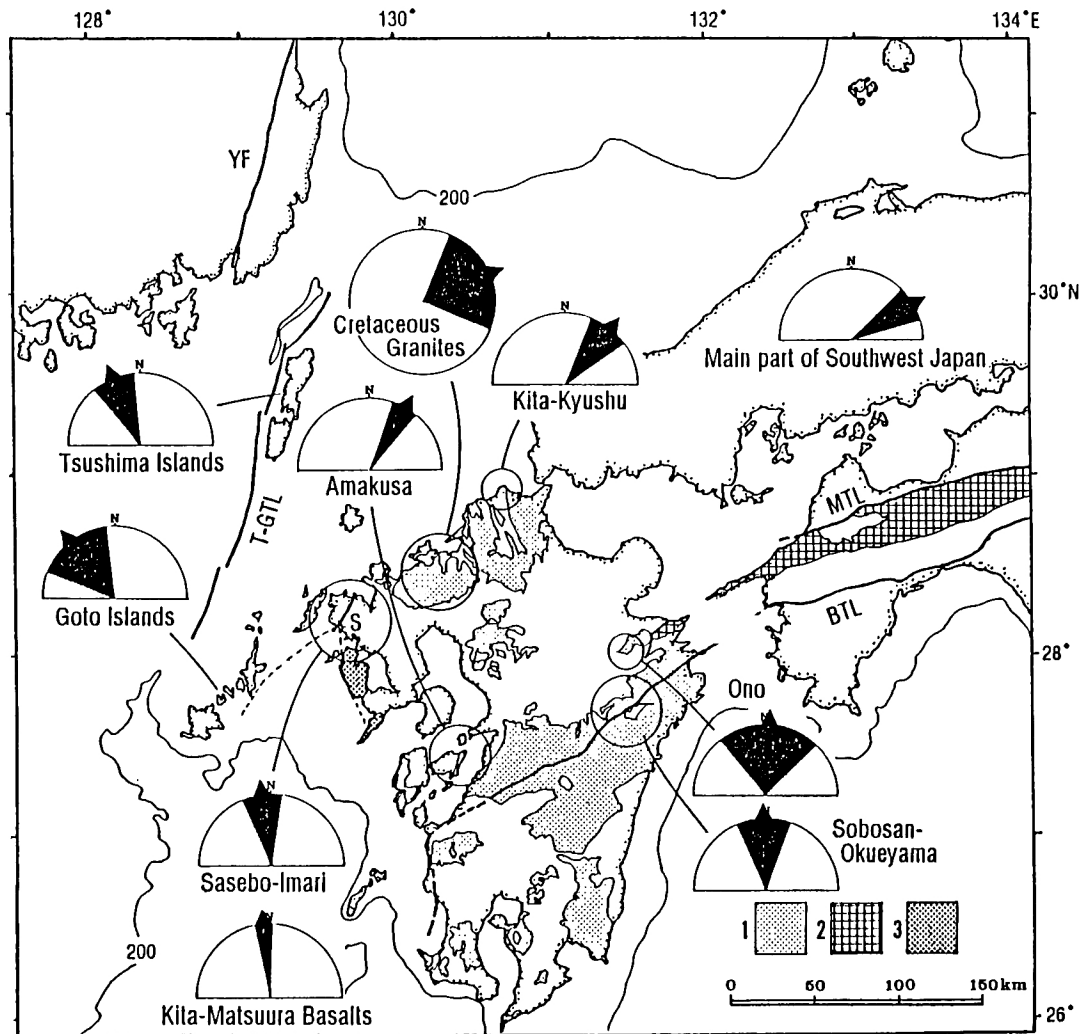 128°
130°
132°
134°E
YF
200
N
N
Cretaceous
Granites
N
Kita-Kyushu
30°N
Main part of Southwest Japan
N
Tsushima Islands
N
Amakusa
T-GTL
N
Goto Islands
MTL
BTL
S
28°
Ono
N
Sasebo-Imari
Sobosan-
Okueyama
1
2
3
200
Kita-Matsuura Basalts
0 50 100 150 km
26°